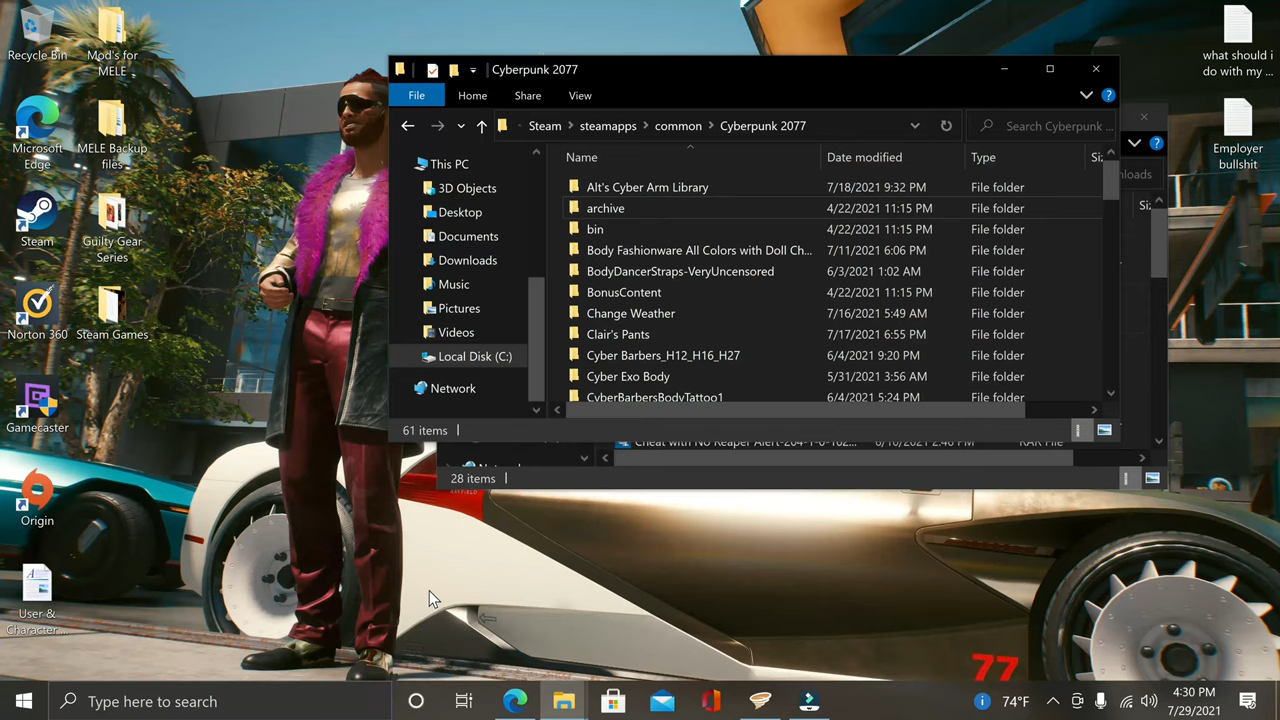 Recycle Bin
Mod's for
MELE
Microsoft
Edge
MELE Backup
files
Steam
Guilty Gear
Series
Norton 360
Steam Games
Gamecaster
Origin
User &
Character ...
what should i
do with my ...
Employer
bullshit
Cyberpunk 2077
File
Home
Share
View
Steam
steamapps
common
Cyberpunk 2077
Search Cyberpunk ...
This PC
3D Objects
Desktop
Documents
Downloads
Music
Pictures
Videos
Local Disk (C:)
Network
Name
Date modified
Type
Alt's Cyber Arm Library 7/18/2021 9:32 PM File folder
archive 4/22/2021 11:15 PM File folder
bin 4/22/2021 11:15 PM File folder
Body Fashionware All Colors with Doll Ch... 7/11/2021 6:06 PM File folder
BodyDancerStraps-VeryUncensored 6/3/2021 1:02 AM File folder
BonusContent 4/22/2021 11:15 PM File folder
Change Weather 7/16/2021 5:49 AM File folder
Clair's Pants 7/17/2021 6:55 PM File folder
Cyber Barbers_H12_H16_H27 6/4/2021 9:20 PM File folder
Cyber Exo Body 5/31/2021 3:56 AM File folder
CyberBarbersBodyTattoo1 6/4/2021 5:24 PM File folder
61 items
28 items
77
Type here to search
74°F
4:30 PM
7/29/2021